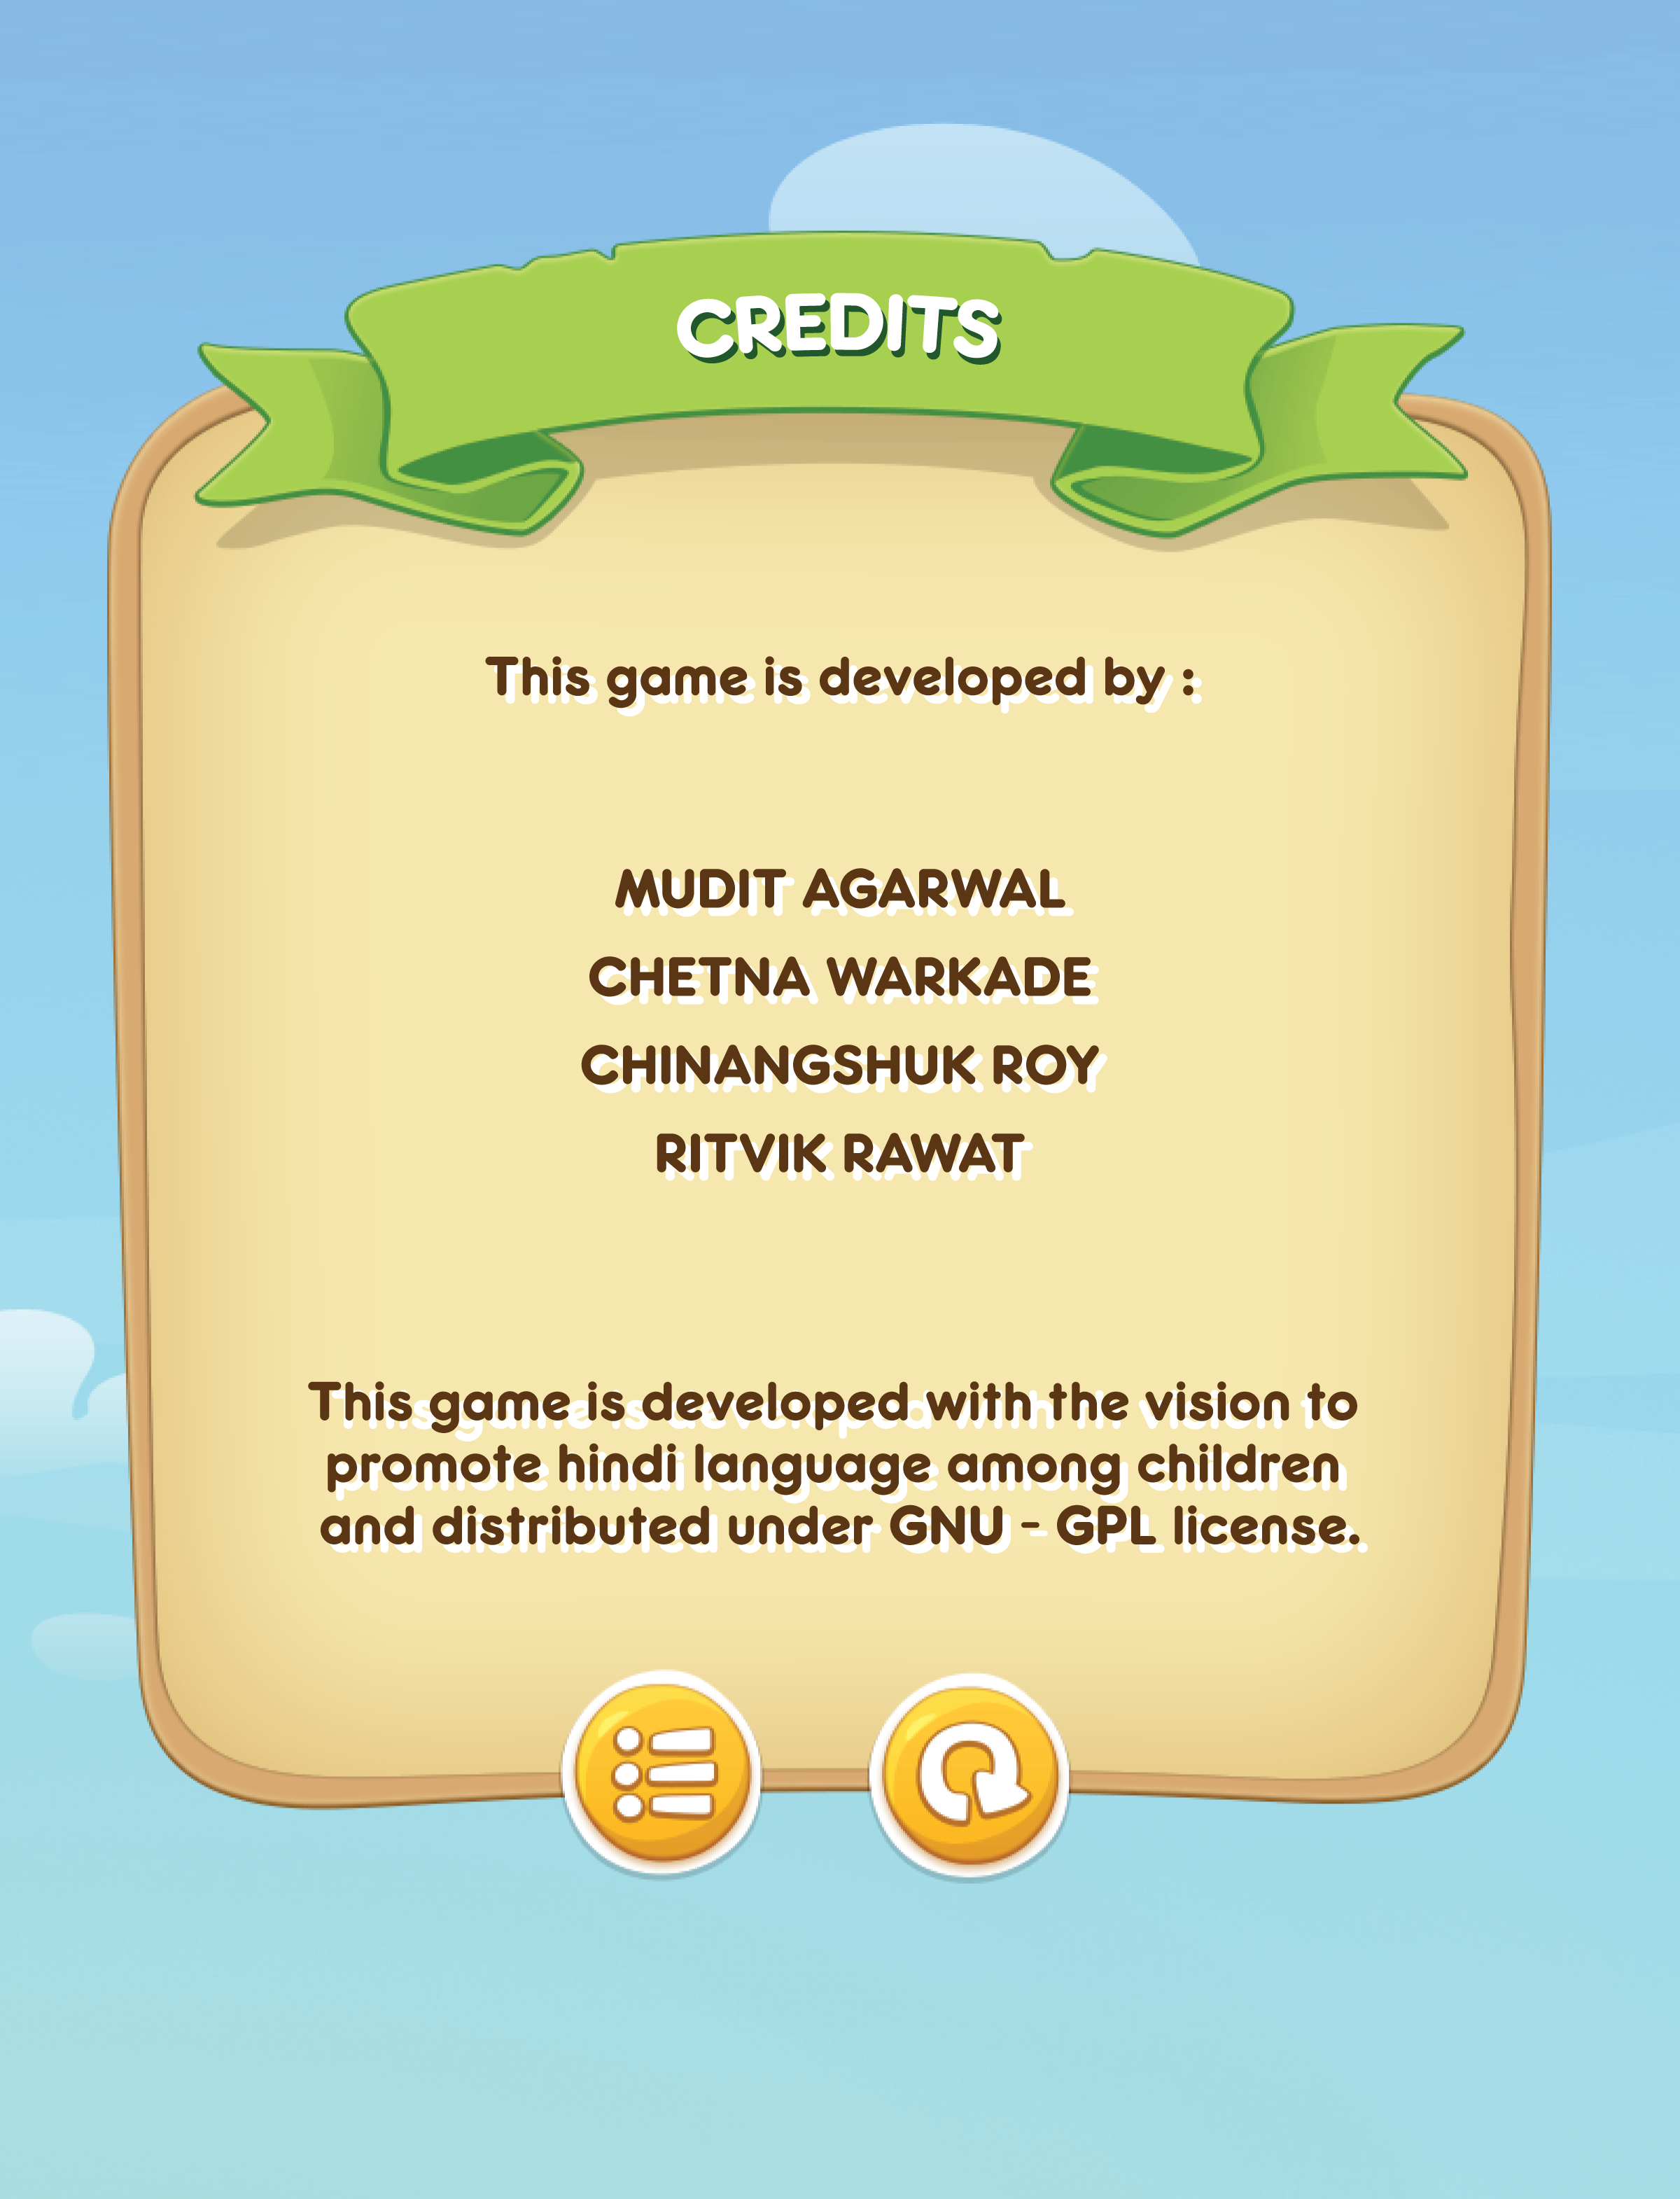 CREDITS
This game is developed by :
MUDIT AGARWAL
CHETNA WARKADE
CHINANGSHUK ROY
RITVIK RAWAT
This game is developed with the vision to
promote hindi language among children
and distributed under GNU - GPL license.